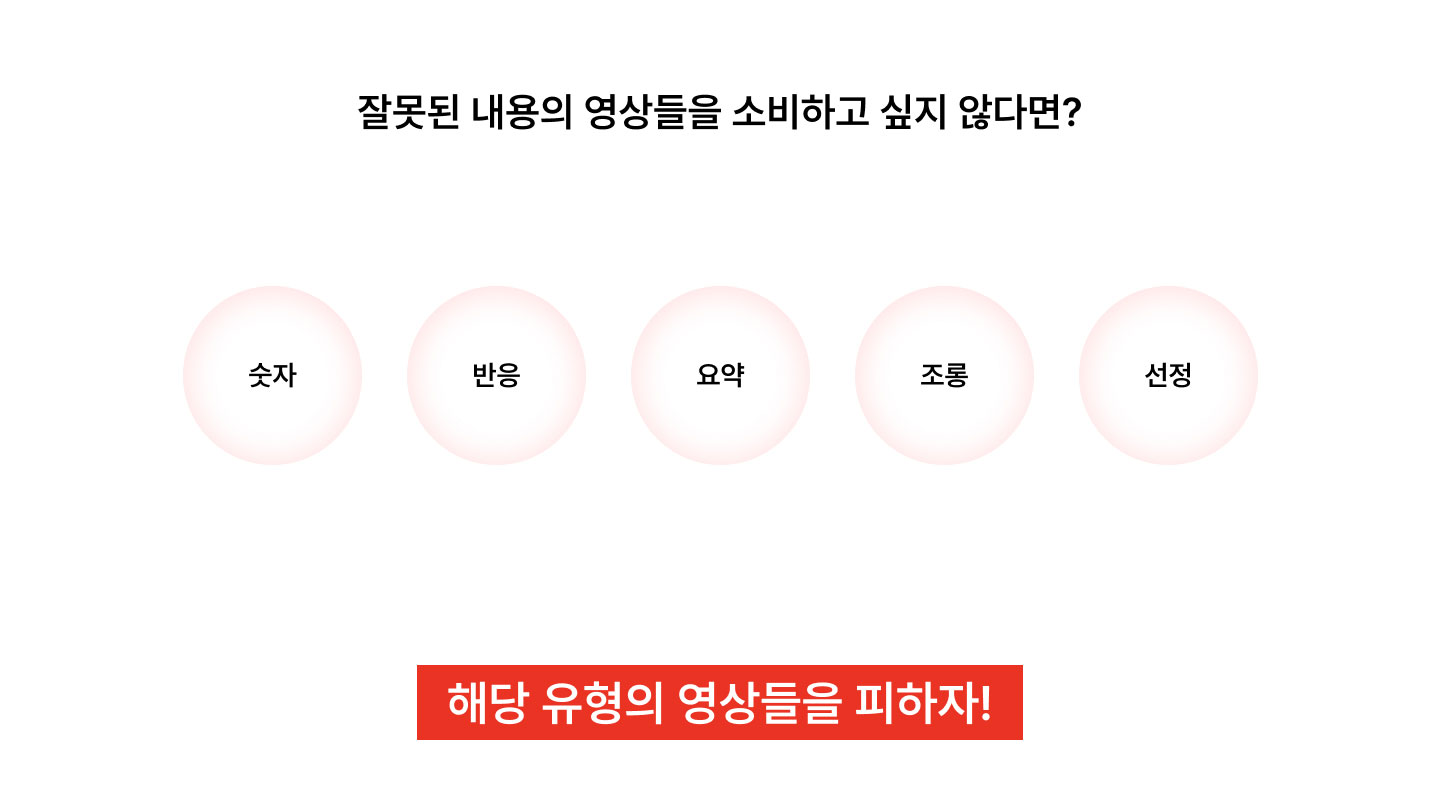 잘못된 내용의 영상들을 소비하고 싶지 않다면?
숫자
반응
요약
조롱
선정
해당 유형의 영상들을 피하자!